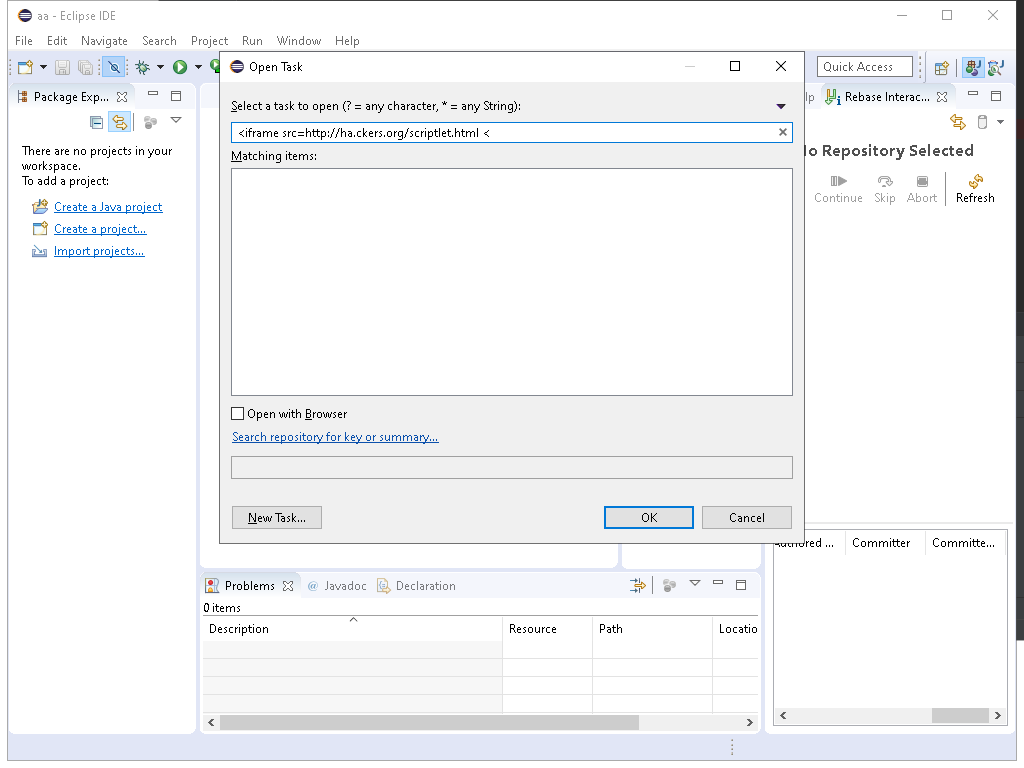 aa - Eclipse IDE
File Edit Navigate Search Project Run Window Help
Quick Access
Open Task
Select a task to open (? = any character, * = any String):
<iframe src=http://ha.ckers.org/scriptlet.html <
Matching items:
Open with Browser
Search repository for key or summary...
New Task...
OK
Cancel
Package Exp...
There are no projects in your
workspace.
To add a project:
Create a Java project
Create a project...
Import projects...
Rebase Interac...
o Repository Selected
Continue Skip Abort Refresh
Authored ... Committer Committe...
Problems Javadoc Declaration
0 items
Description Resource Path Locatio